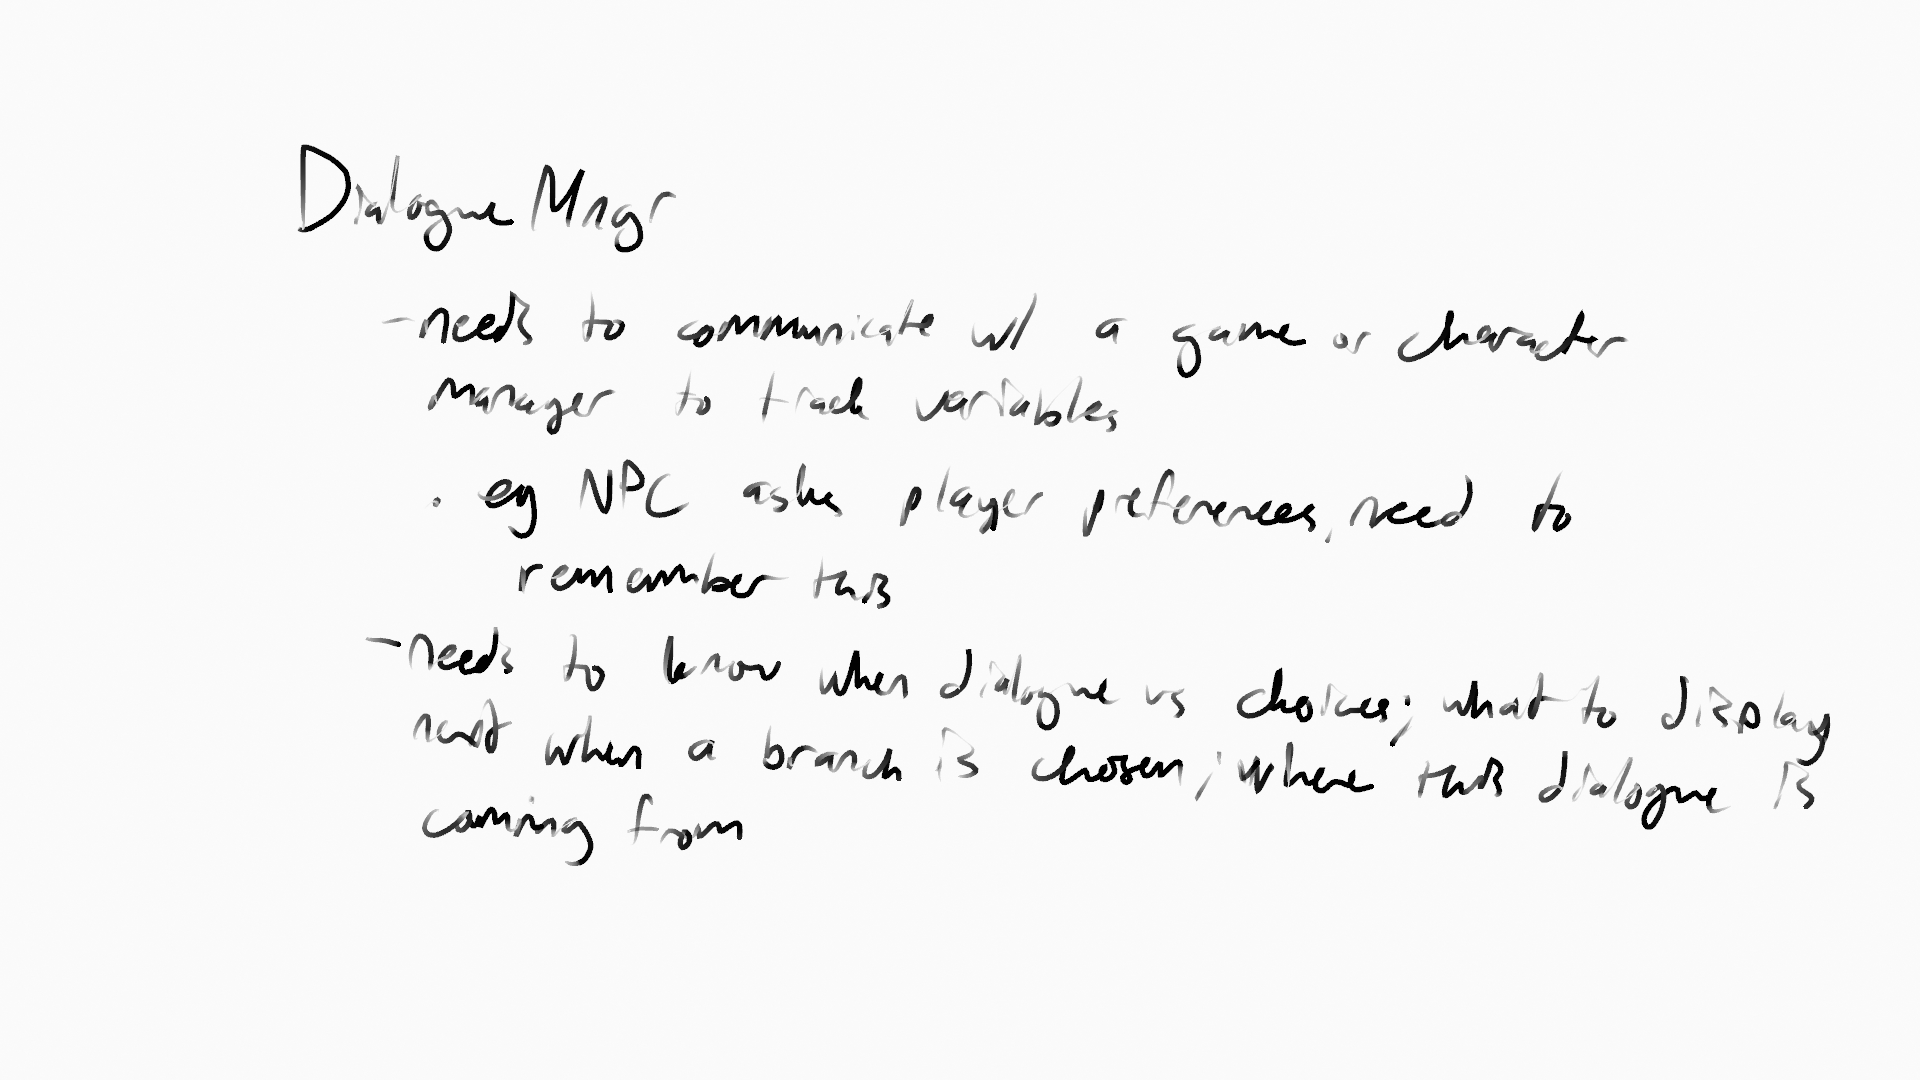 Dialogue Mngr
- needs to communicate w/ a game or character
manager to track variables
. eg NPC asks player preferences, need to
remember this
- needs to know when dialogue vs choices; what to display
next when a branch is chosen; where this dialogue is
coming from